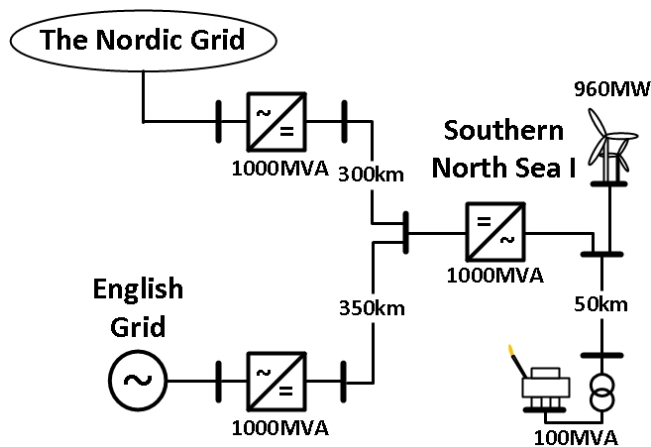 The Nordic Grid
960MW
~
=
Southern
North Sea I
1000MVA
300km
=
~
1000MVA
English
Grid
350km
50km
~
~
=
1000MVA
100MVA